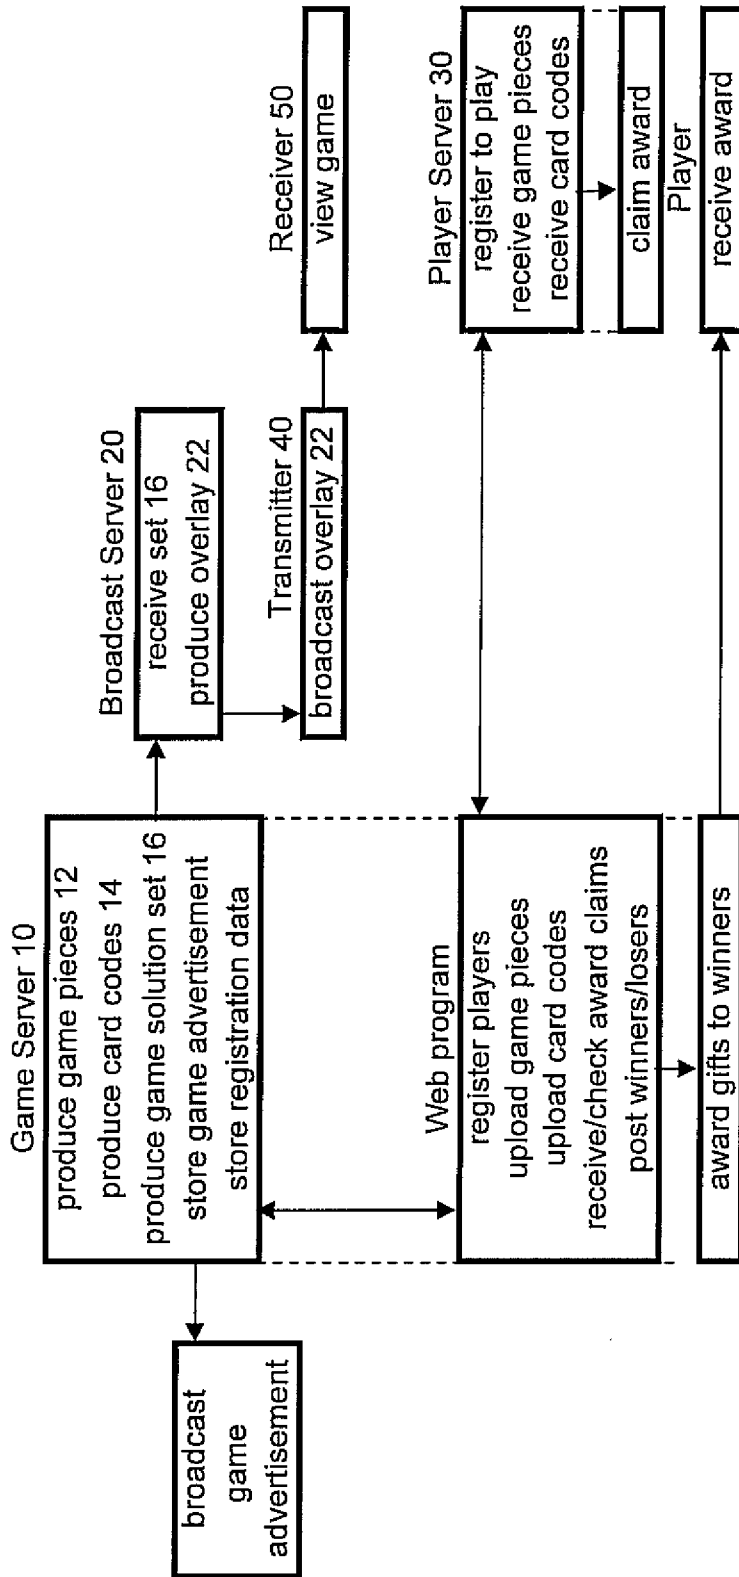 Game Server 10
produce game pieces 12
produce card codes 14
produce game solution set 16
store game advertisement
store registration data
broadcast
game
advertisement
Broadcast Server 20
receive set 16
produce overlay 22
Transmitter 40
broadcast overlay 22
Receiver 50
view game
Web program
register players
upload game pieces
upload card codes
receive/check award claims
post winners/losers
award gifts to winners
Player Server 30
register to play
receive game pieces
receive card codes
claim award
Player
receive award